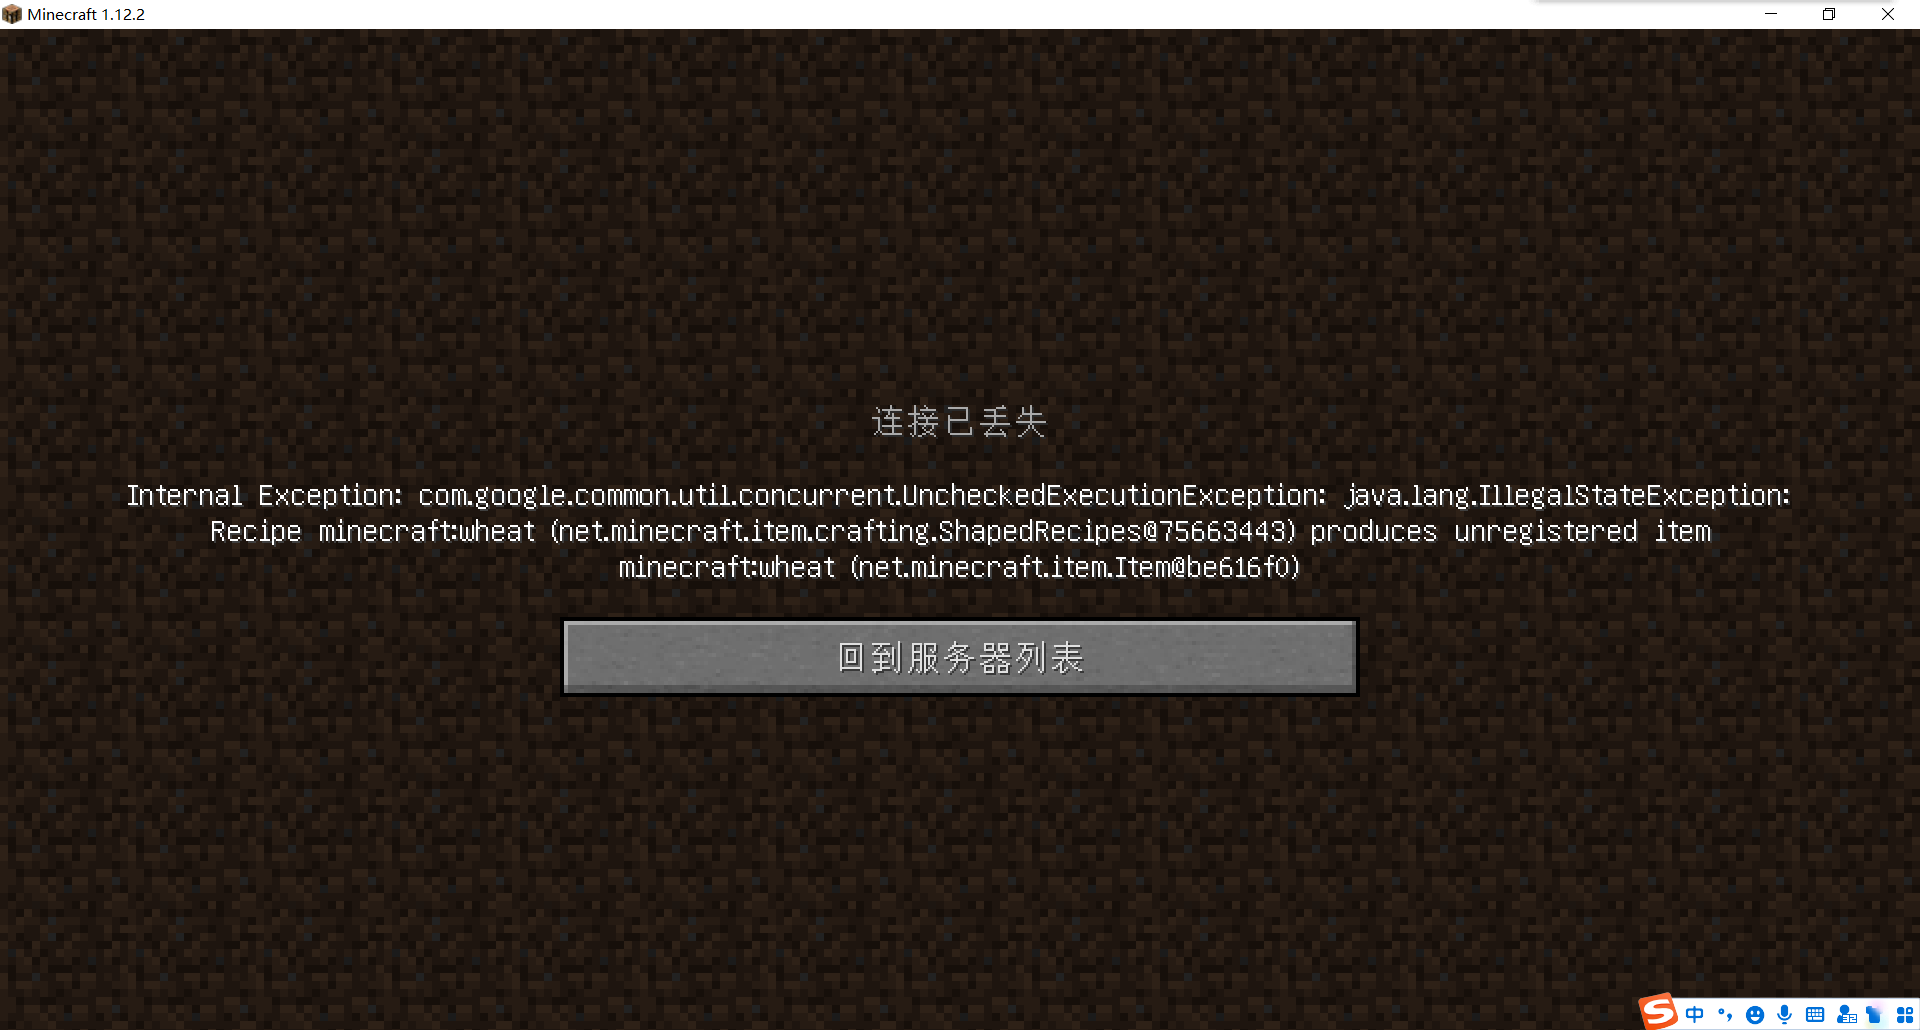 Minecraft 1.12.2
连接已丢失
Internal Exception: com.google.common.util.concurrent.UncheckedExecutionException: java.lang.IllegalStateException:
Recipe minecraft:wheat (net.minecraft.item.crafting.ShapedRecipes@75663443) produces unregistered item
minecraft:wheat (net.minecraft.item.Item@be616f0)
回到服务器列表
中